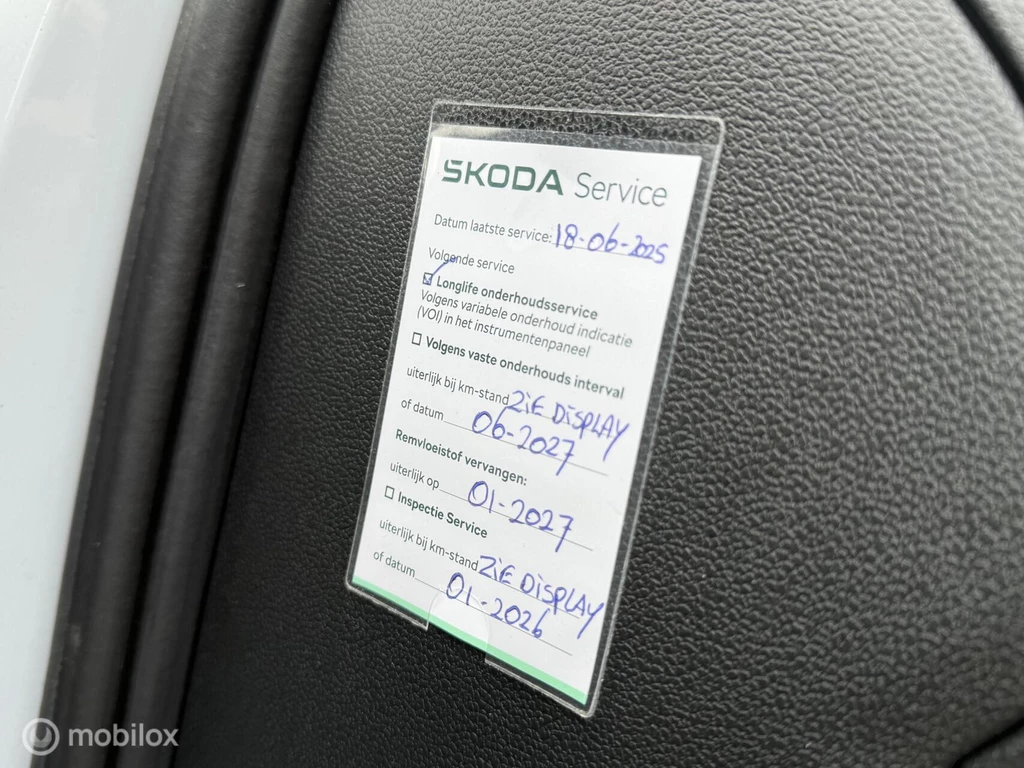 ŠKODA Service
Datum laatste service: 18-06-2025
Volgende service
Longlife onderhoudsservice
Volgens variabele onderhoud indicatie
(VOI) in het instrumentenpaneel
Volgens vaste onderhouds interval
uiterlijk bij km-stand ZiE DiSPLAY
of datum 06-2027
Remvloeistof vervangen:
uiterlijk op 01-2027
Inspectie Service
uiterlijk bij km-stand ZiE DiSPLAY
of datum 01-2026
mobilox